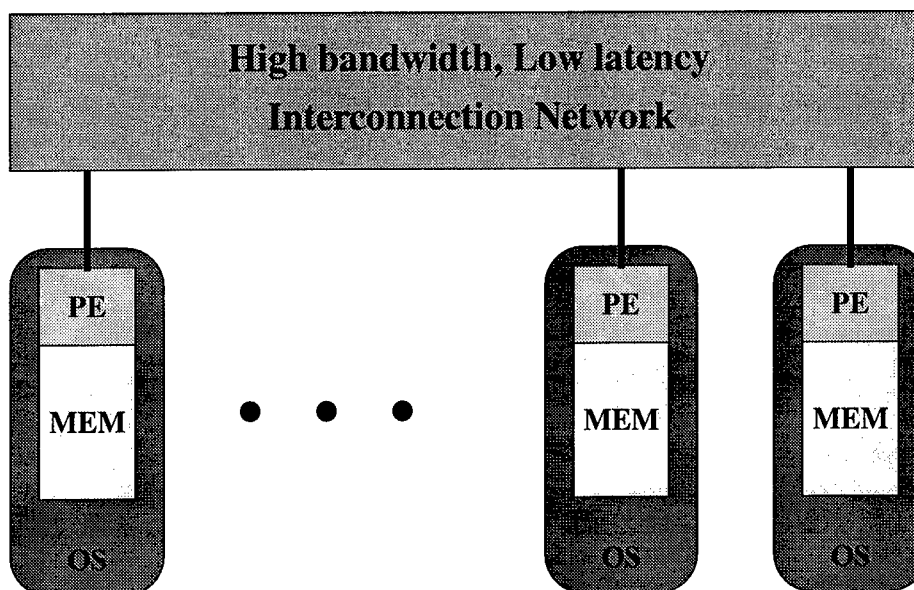 High bandwidth, Low latency
Interconnection Network
PE
PE
PE
MEM
MEM
MEM
OS
OS
OS